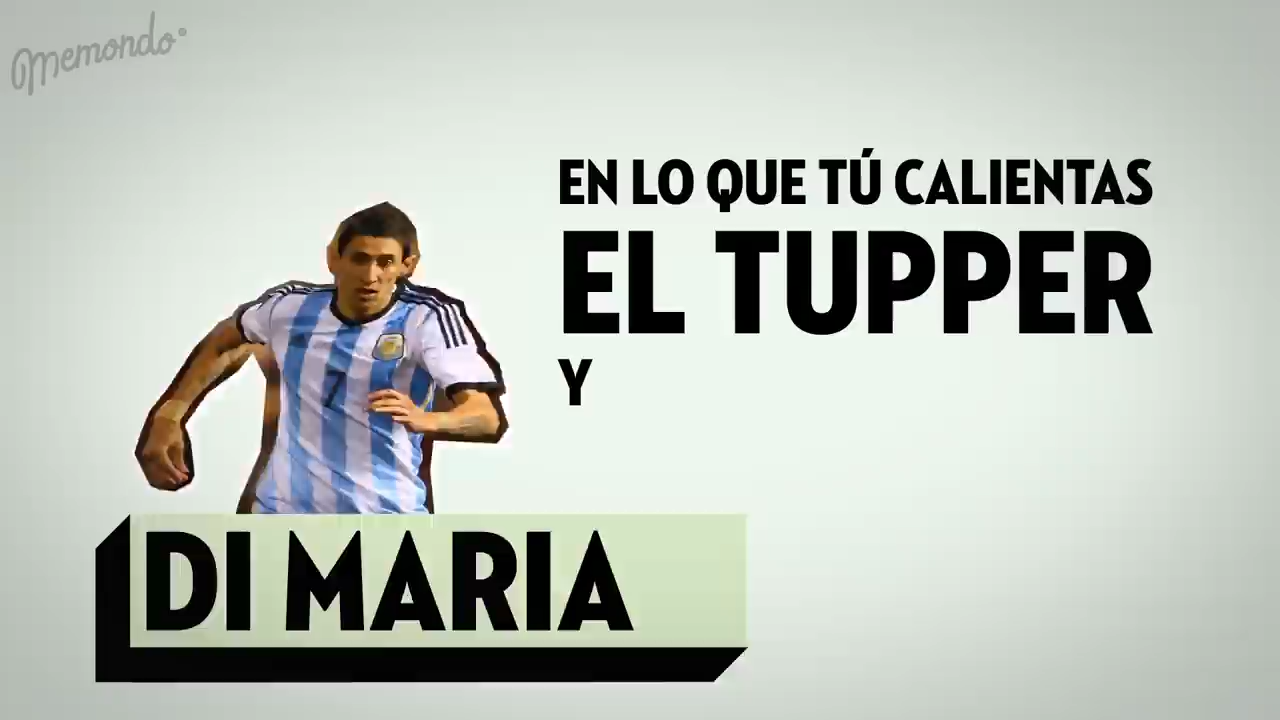 Memondo
EN LO QUE TÚ CALIENTAS
EL TUPPER
Y
7
DI MARIA